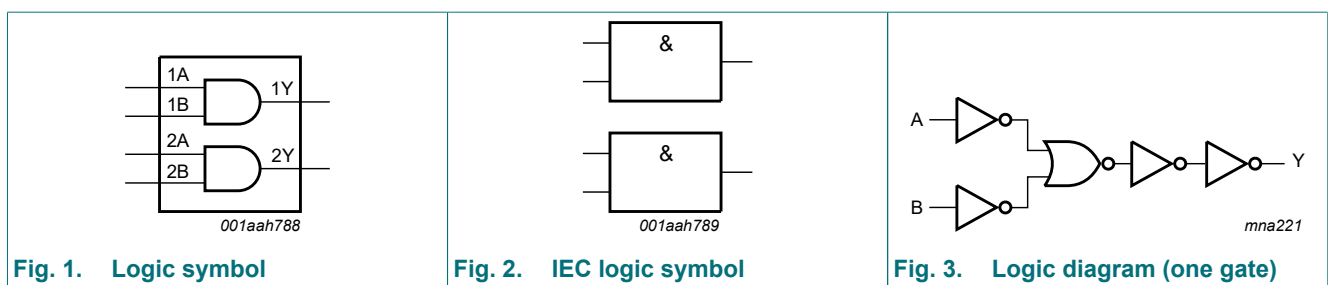 1A
1Y
1B
2A
2Y
2B
001aah788
Fig. 1. Logic symbol
&
&
001aah789
Fig. 2. IEC logic symbol
A
Y
B
mna221
Fig. 3. Logic diagram (one gate)